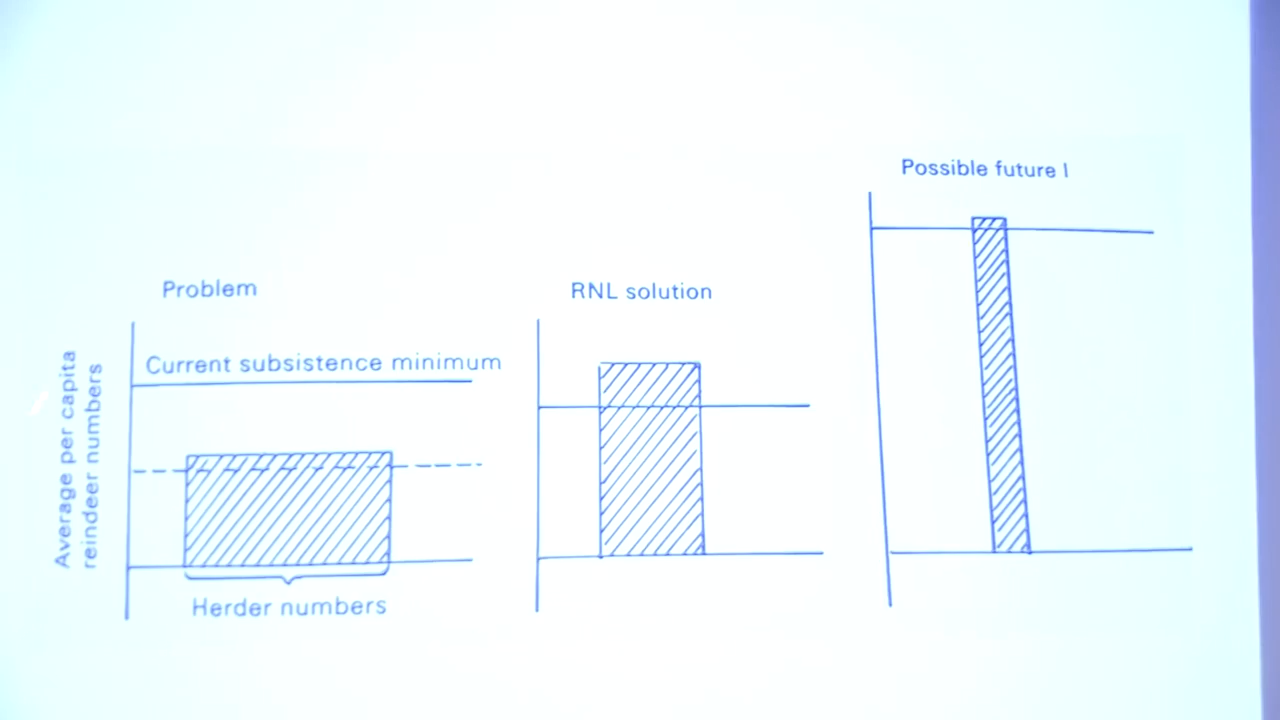 Problem
Current subsistence minimum
Average per capita
reindeer numbers
Herder numbers
RNL solution
Possible future I